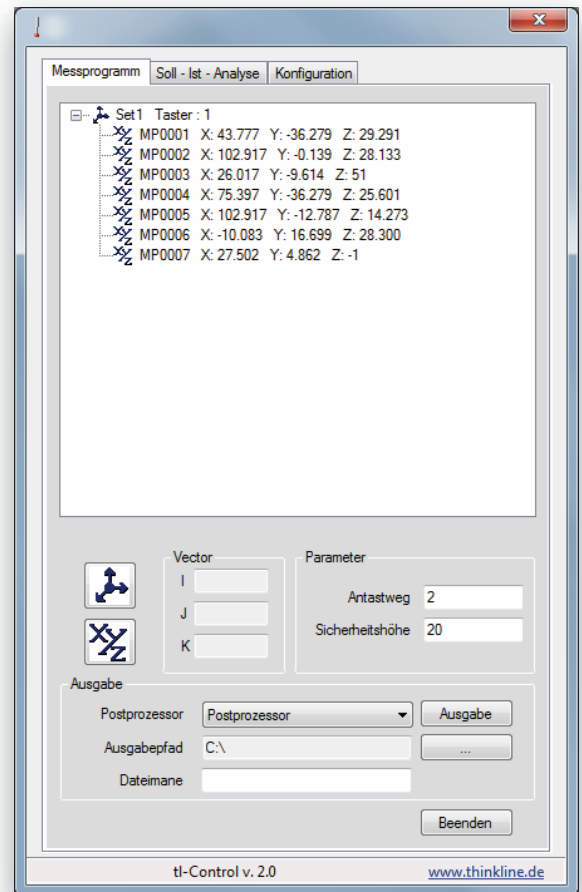 Messprogramm Soll - Ist - Analyse Konfiguration
Set1 Taster : 1
MP0001 X: 43.777 Y: -36.279 Z: 29.291
MP0002 X: 102.917 Y: -0.139 Z: 28.133
MP0003 X: 26.017 Y: -9.614 Z: 51
MP0004 X: 75.397 Y: -36.279 Z: 25.601
MP0005 X: 102.917 Y: -12.787 Z: 14.273
MP0006 X: -10.083 Y: 16.699 Z: 28.300
MP0007 X: 27.502 Y: 4.862 Z: -1
Vector
I
J
K
XYZ
Parameter
Antastweg 2
Sicherheitshöhe 20
Ausgabe
Postprozessor Postprozessor Ausgabe
Ausgabepfad C:\ ...
Dateimane
Beenden
tl-Control v. 2.0 www.thinkline.de